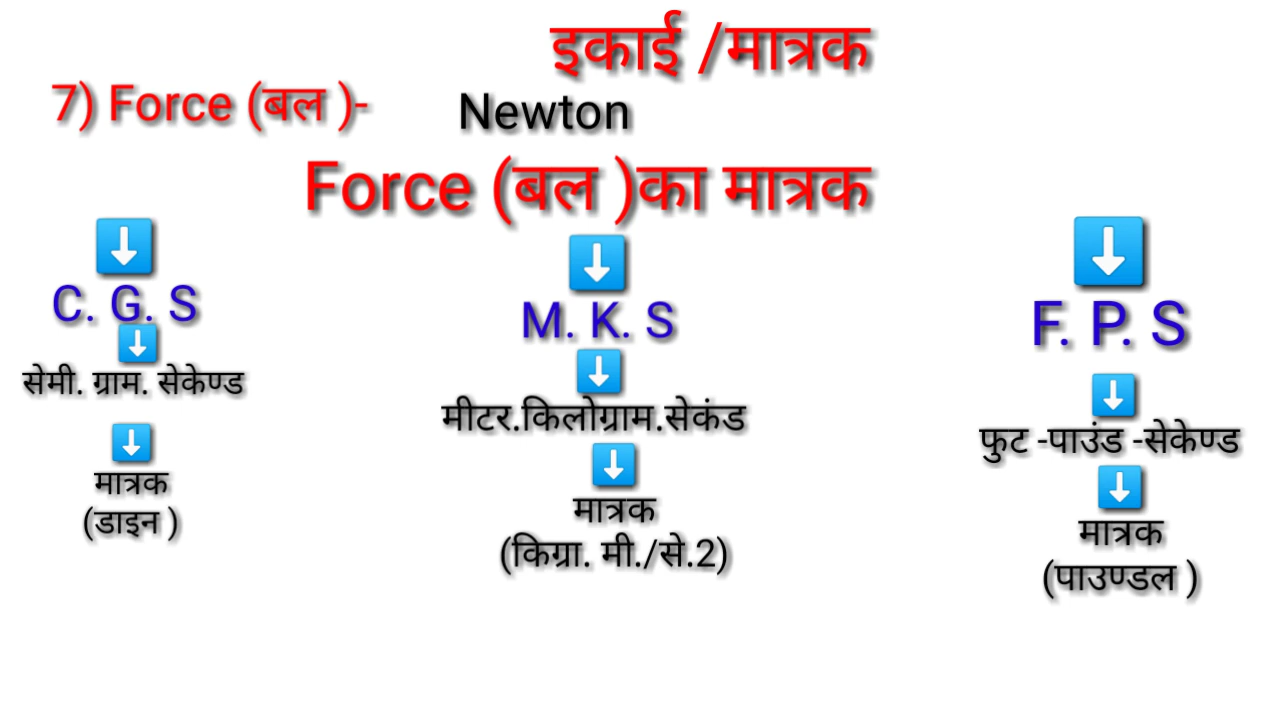 इकाई /मात्रक
7) Force (बल )- Newton
Force (बल )का मात्रक
C. G. S
सेमी. ग्राम. सेकेण्ड
मात्रक
(डाइन )
M. K. S
मीटर.किलोग्राम.सेकंड
मात्रक
(किग्रा. मी./से.2)
F. P. S
फुट -पाउंड -सेकेण्ड
मात्रक
(पाउण्डल )